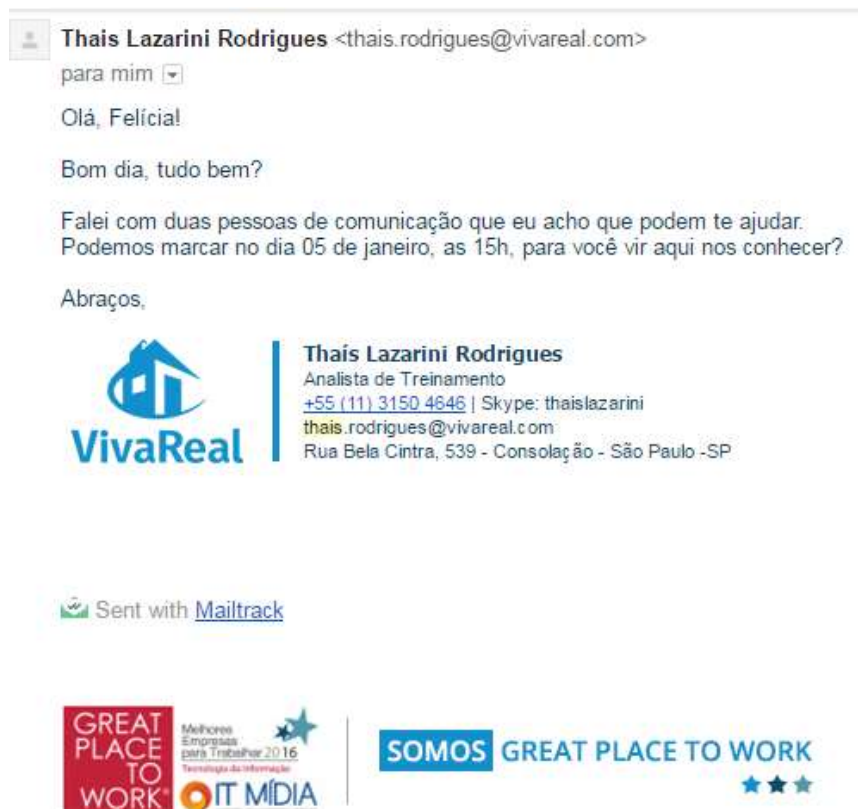 Thais Lazarini Rodrigues <thais.rodrigues@vivareal.com>
para mim
Olá, Felícia!
Bom dia, tudo bem?
Falei com duas pessoas de comunicação que eu acho que podem te ajudar.
Podemos marcar no dia 05 de janeiro, as 15h, para você vir aqui nos conhecer?
Abraços,
VivaReal
Thaís Lazarini Rodrigues
Analista de Treinamento
+55 (11) 3150 4646 | Skype: thaislazarini
thais.rodrigues@vivareal.com
Rua Bela Cintra, 539 - Consolação - São Paulo -SP
Sent with Mailtrack
GREAT
PLACE
TO
WORK®
Melhores
Empresas
para Trabalhar 2016
Tecnologia da Informação
IT MÍDIA
SOMOS GREAT PLACE TO WORK